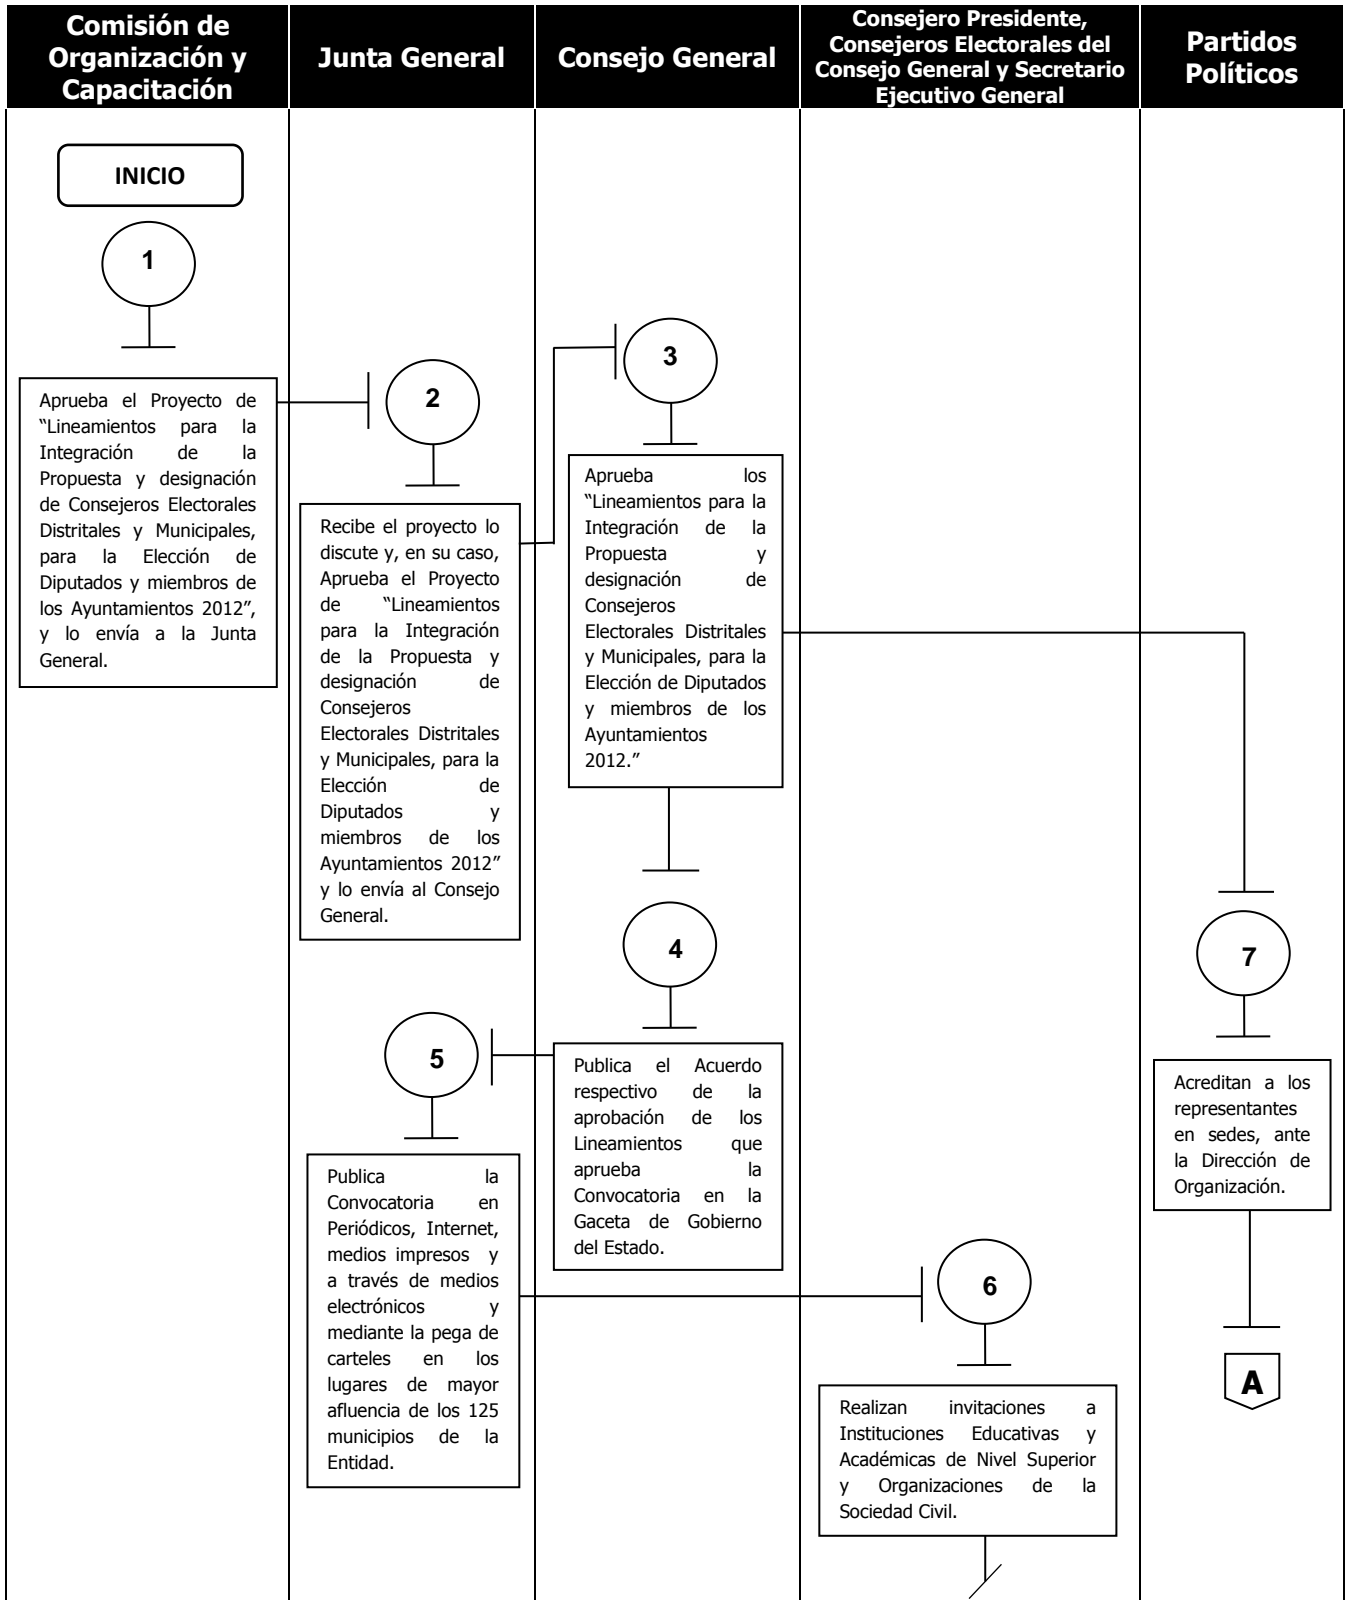 Comisión de
Organización y
Capacitación
Junta General
Consejo General
Consejero Presidente,
Consejeros Electorales del
Consejo General y Secretario
Ejecutivo General
Partidos
Políticos
INICIO
1
Aprueba el Proyecto de
“Lineamientos para la
Integración de la
Propuesta y designación
de Consejeros Electorales
Distritales y Municipales,
para la Elección de
Diputados y miembros de
los Ayuntamientos 2012”,
y lo envía a la Junta
General.
2
Recibe el proyecto lo
discute y, en su caso,
Aprueba el Proyecto
de “Lineamientos
para la Integración
de la Propuesta y
designación de
Consejeros
Electorales Distritales
y Municipales, para la
Elección de
Diputados y
miembros de los
Ayuntamientos 2012”
y lo envía al Consejo
General.
3
Aprueba los
“Lineamientos para la
Integración de la
Propuesta y
designación de
Consejeros
Electorales Distritales
y Municipales, para la
Elección de Diputados
y miembros de los
Ayuntamientos
2012.”
4
Publica el Acuerdo
respectivo de la
aprobación de los
Lineamientos que
aprueba la
Convocatoria en la
Gaceta de Gobierno
del Estado.
5
Publica la
Convocatoria en
Periódicos, Internet,
medios impresos y
a través de medios
electrónicos y
mediante la pega de
carteles en los
lugares de mayor
afluencia de los 125
municipios de la
Entidad.
6
Realizan invitaciones a
Instituciones Educativas y
Académicas de Nivel Superior
y Organizaciones de la
Sociedad Civil.
7
Acreditan a los
representantes
en sedes, ante
la Dirección de
Organización.
A